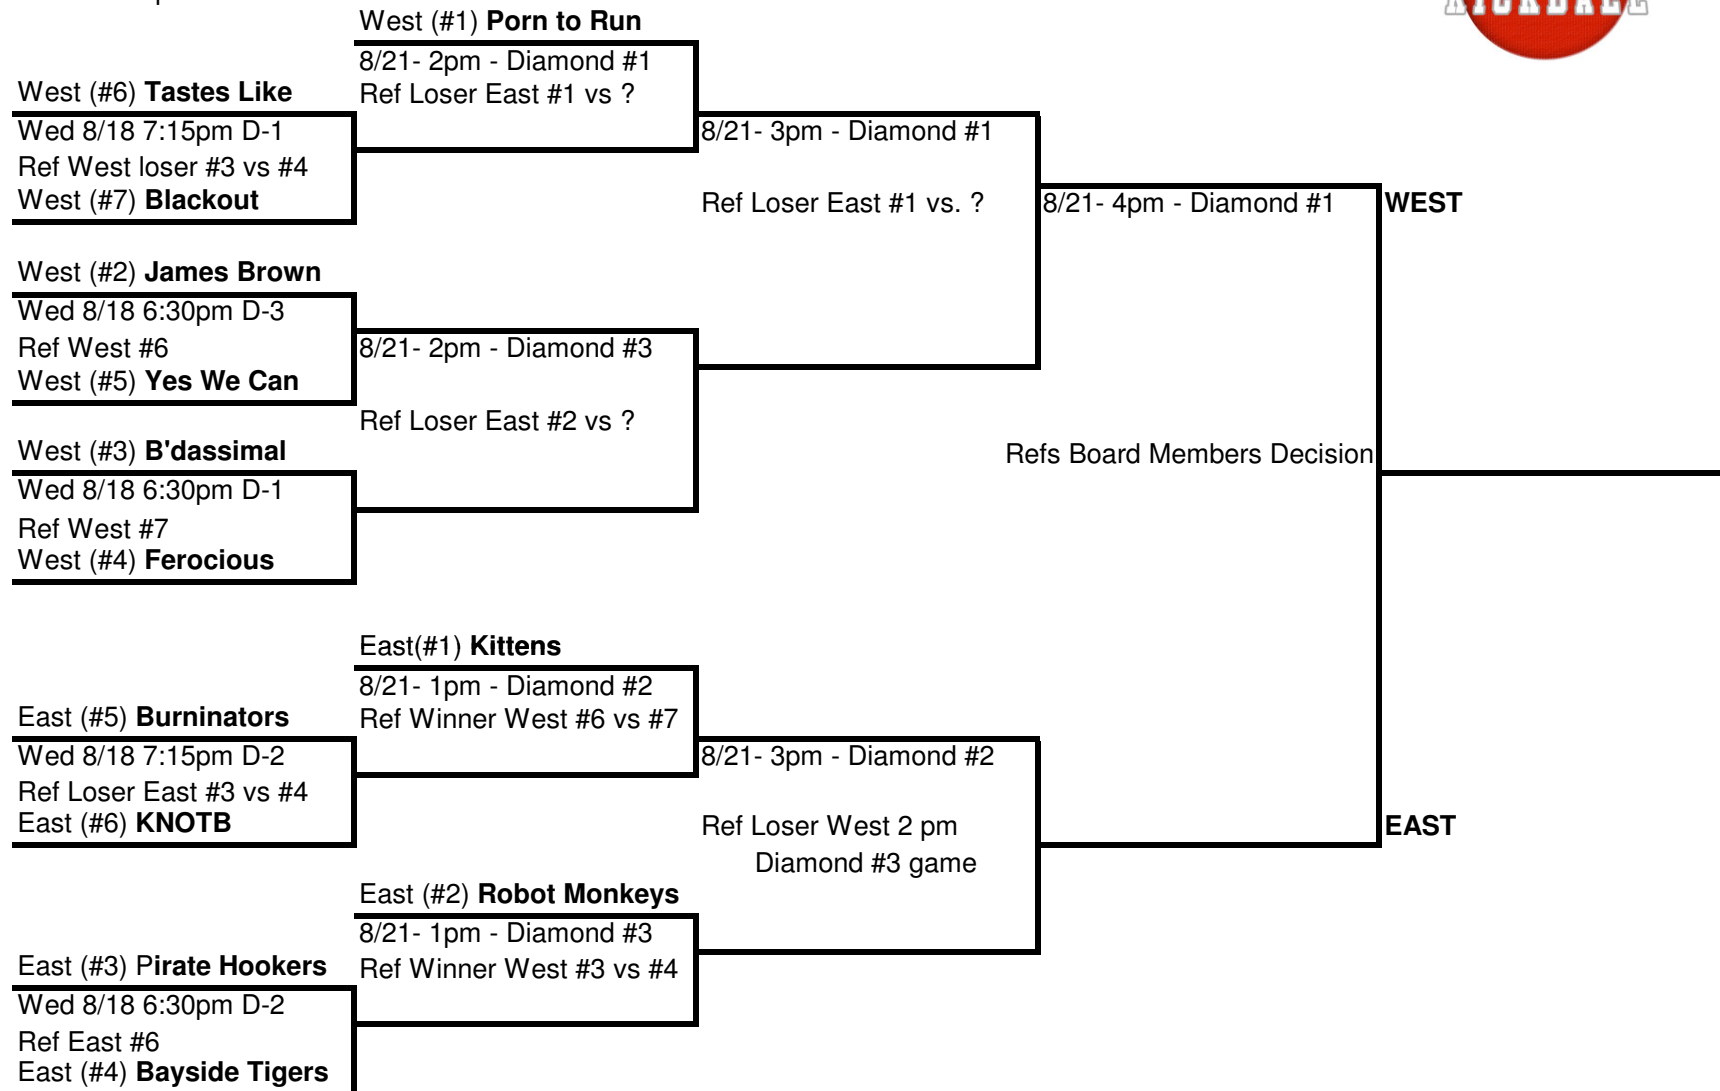 West (#1) Porn to Run
8/21- 2pm - Diamond #1
Ref Loser East #1 vs ?
West (#6) Tastes Like
Wed 8/18 7:15pm D-1
Ref West loser #3 vs #4
West (#7) Blackout
8/21- 3pm - Diamond #1
Ref Loser East #1 vs. ?
8/21- 4pm - Diamond #1
WEST
West (#2) James Brown
Wed 8/18 6:30pm D-3
Ref West #6
West (#5) Yes We Can
8/21- 2pm - Diamond #3
Ref Loser East #2 vs ?
West (#3) B'dassimal
Wed 8/18 6:30pm D-1
Ref West #7
West (#4) Ferocious
Refs Board Members Decision
East(#1) Kittens
8/21- 1pm - Diamond #2
Ref Winner West #6 vs #7
East (#5) Burninators
Wed 8/18 7:15pm D-2
Ref Loser East #3 vs #4
East (#6) KNOTB
8/21- 3pm - Diamond #2
Ref Loser West 2 pm
Diamond #3 game
EAST
East (#2) Robot Monkeys
8/21- 1pm - Diamond #3
Ref Winner West #3 vs #4
East (#3) Pirate Hookers
Wed 8/18 6:30pm D-2
Ref East #6
East (#4) Bayside Tigers